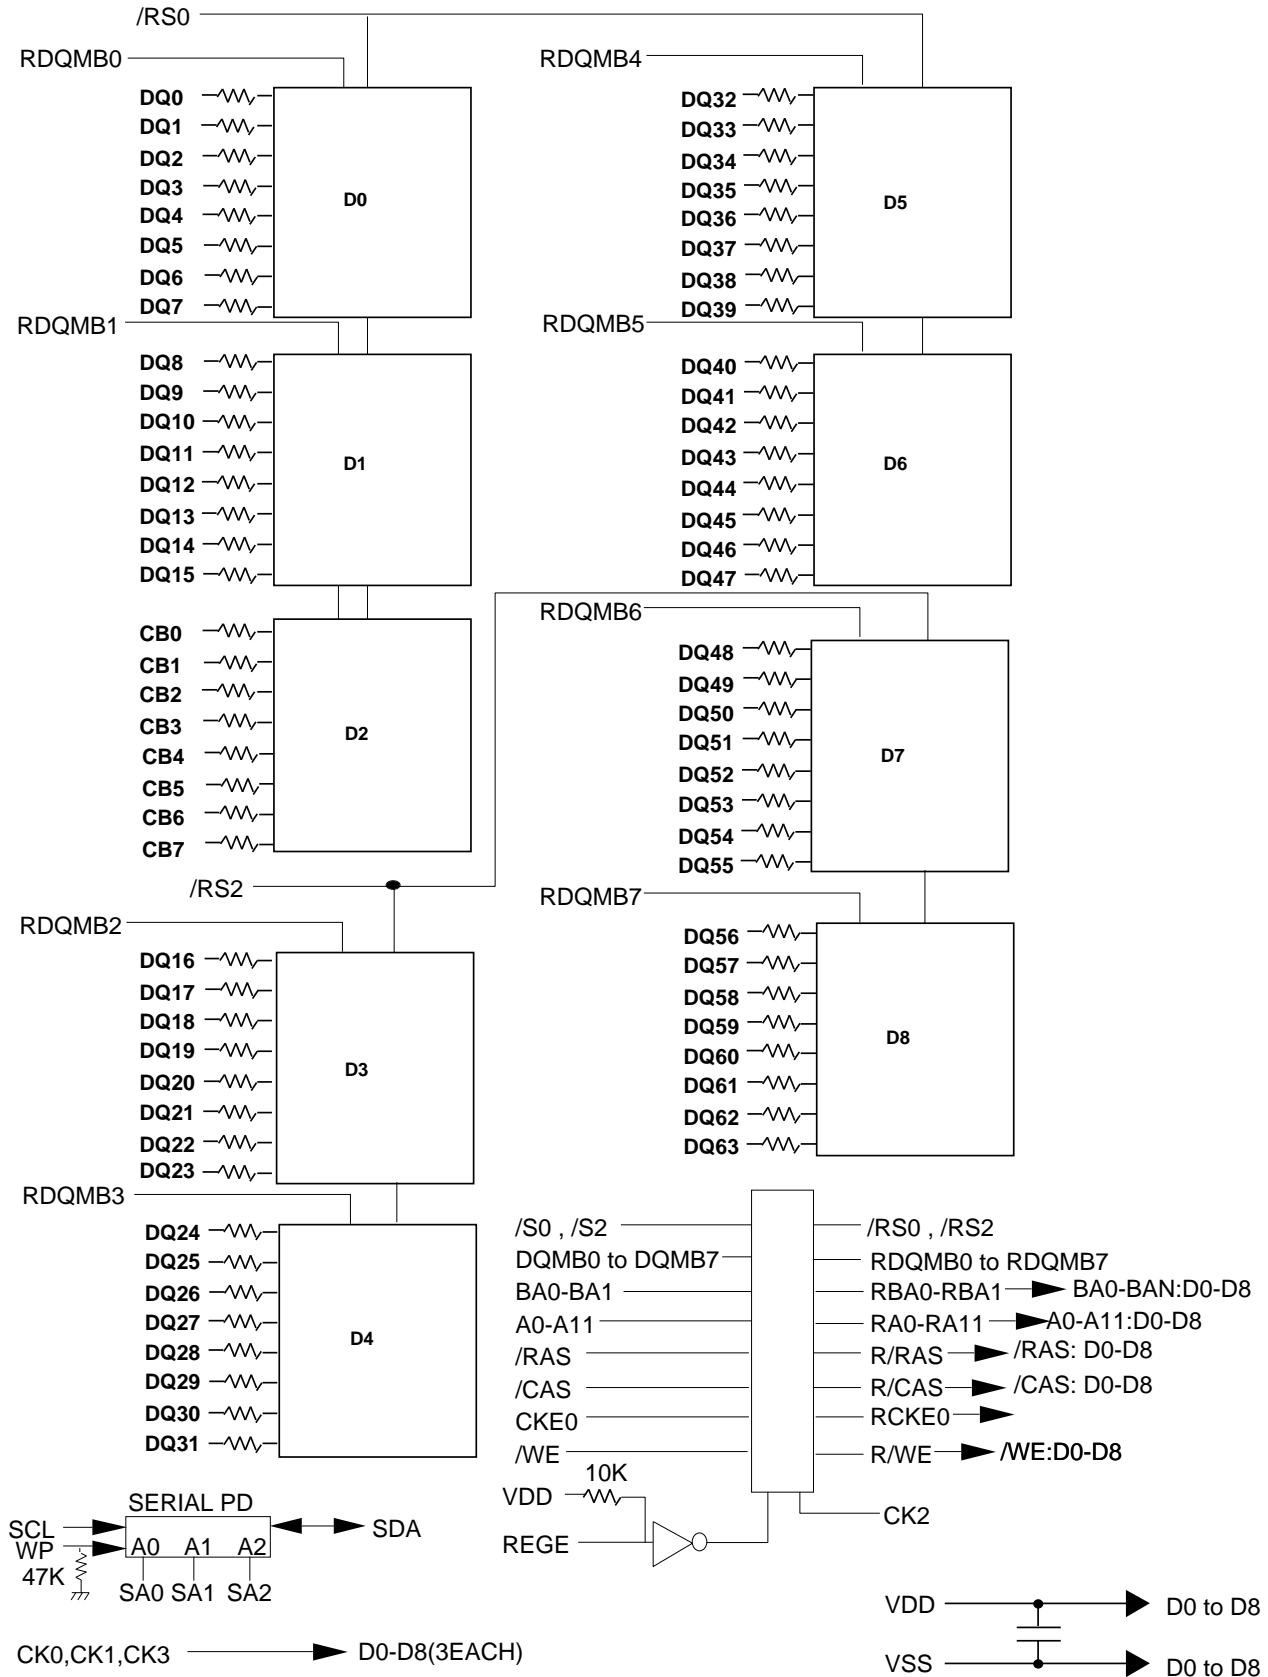 /RS0
RDQMB0
DQ0
DQ1
DQ2
DQ3
DQ4
DQ5
DQ6
DQ7
D0
RDQMB1
DQ8
DQ9
DQ10
DQ11
DQ12
DQ13
DQ14
DQ15
D1
CB0
CB1
CB2
CB3
CB4
CB5
CB6
CB7
D2
/RS2
RDQMB2
DQ16
DQ17
DQ18
DQ19
DQ20
DQ21
DQ22
DQ23
D3
RDQMB3
DQ24
DQ25
DQ26
DQ27
DQ28
DQ29
DQ30
DQ31
D4
RDQMB4
DQ32
DQ33
DQ34
DQ35
DQ36
DQ37
DQ38
DQ39
D5
RDQMB5
DQ40
DQ41
DQ42
DQ43
DQ44
DQ45
DQ46
DQ47
D6
RDQMB6
DQ48
DQ49
DQ50
DQ51
DQ52
DQ53
DQ54
DQ55
D7
RDQMB7
DQ56
DQ57
DQ58
DQ59
DQ60
DQ61
DQ62
DQ63
D8
/S0 , /S2
/RS0 , /RS2
DQMB0 to DQMB7
RDQMB0 to RDQMB7
BA0-BA1
RBA0-RBA1
BA0-BAN:D0-D8
A0-A11
RA0-RA11
A0-A11:D0-D8
/RAS
R/RAS
/RAS: D0-D8
/CAS
R/CAS
/CAS: D0-D8
CKE0
RCKE0
/WE
R/WE
/WE:D0-D8
10K
VDD
CK2
REGE
SERIAL PD
SCL
WP
A0 A1 A2
SDA
47K
SA0 SA1 SA2
CK0,CK1,CK3
D0-D8(3EACH)
VDD
D0 to D8
VSS
D0 to D8